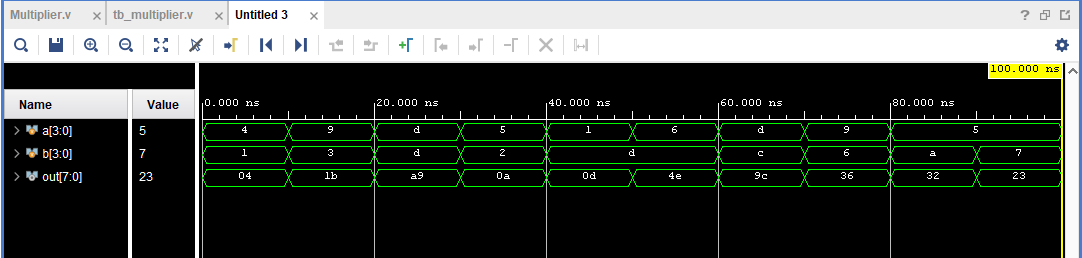 Multiplier.v × tb_multiplier.v × Untitled 3 ×
100.000 ns
Name Value
0.000 ns 20.000 ns 40.000 ns 60.000 ns 80.000 ns
a[3:0] 5 4 9 d 5 1 6 d 9 5
b[3:0] 7 1 3 d 2 d c 6 a 7
out[7:0] 23 04 1b a9 0a 0d 4e 9c 36 32 23